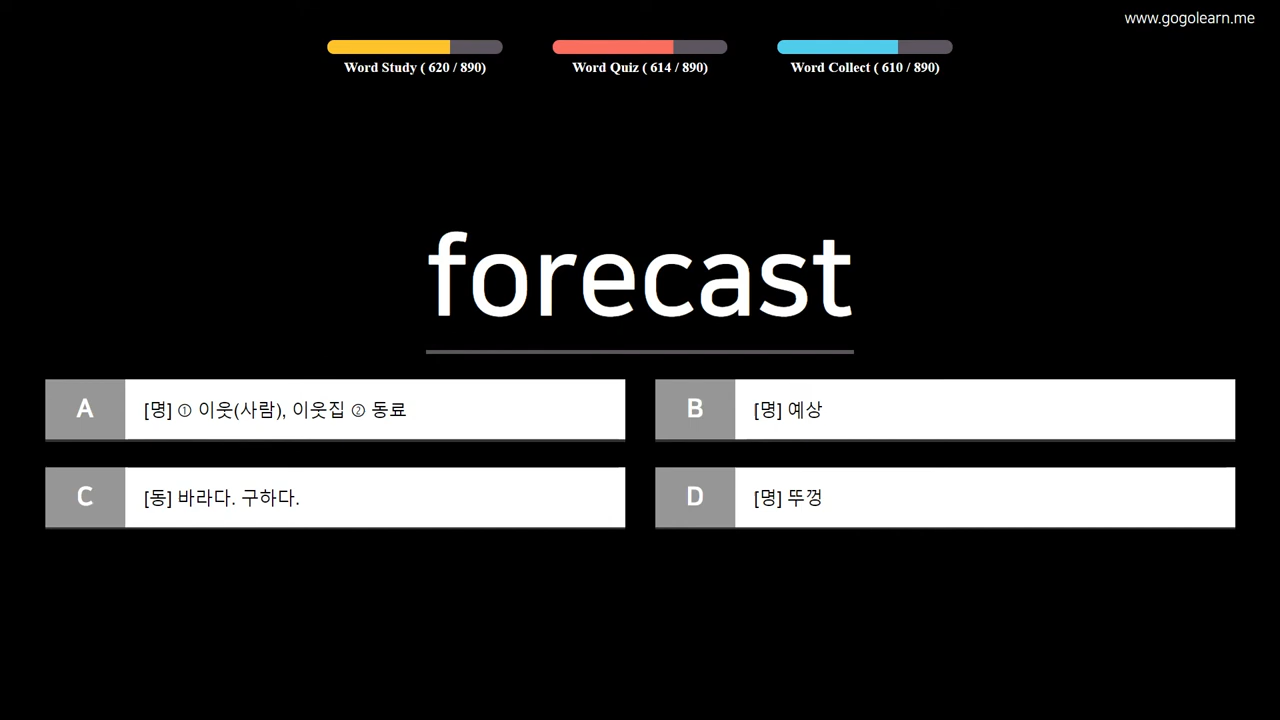 www.gogolearn.me
Word Study ( 620 / 890)
Word Quiz ( 614 / 890)
Word Collect ( 610 / 890)
forecast
A [명] ① 이웃(사람), 이웃집 ② 동료
B [명] 예상
C [동] 바라다. 구하다.
D [명] 뚜껑